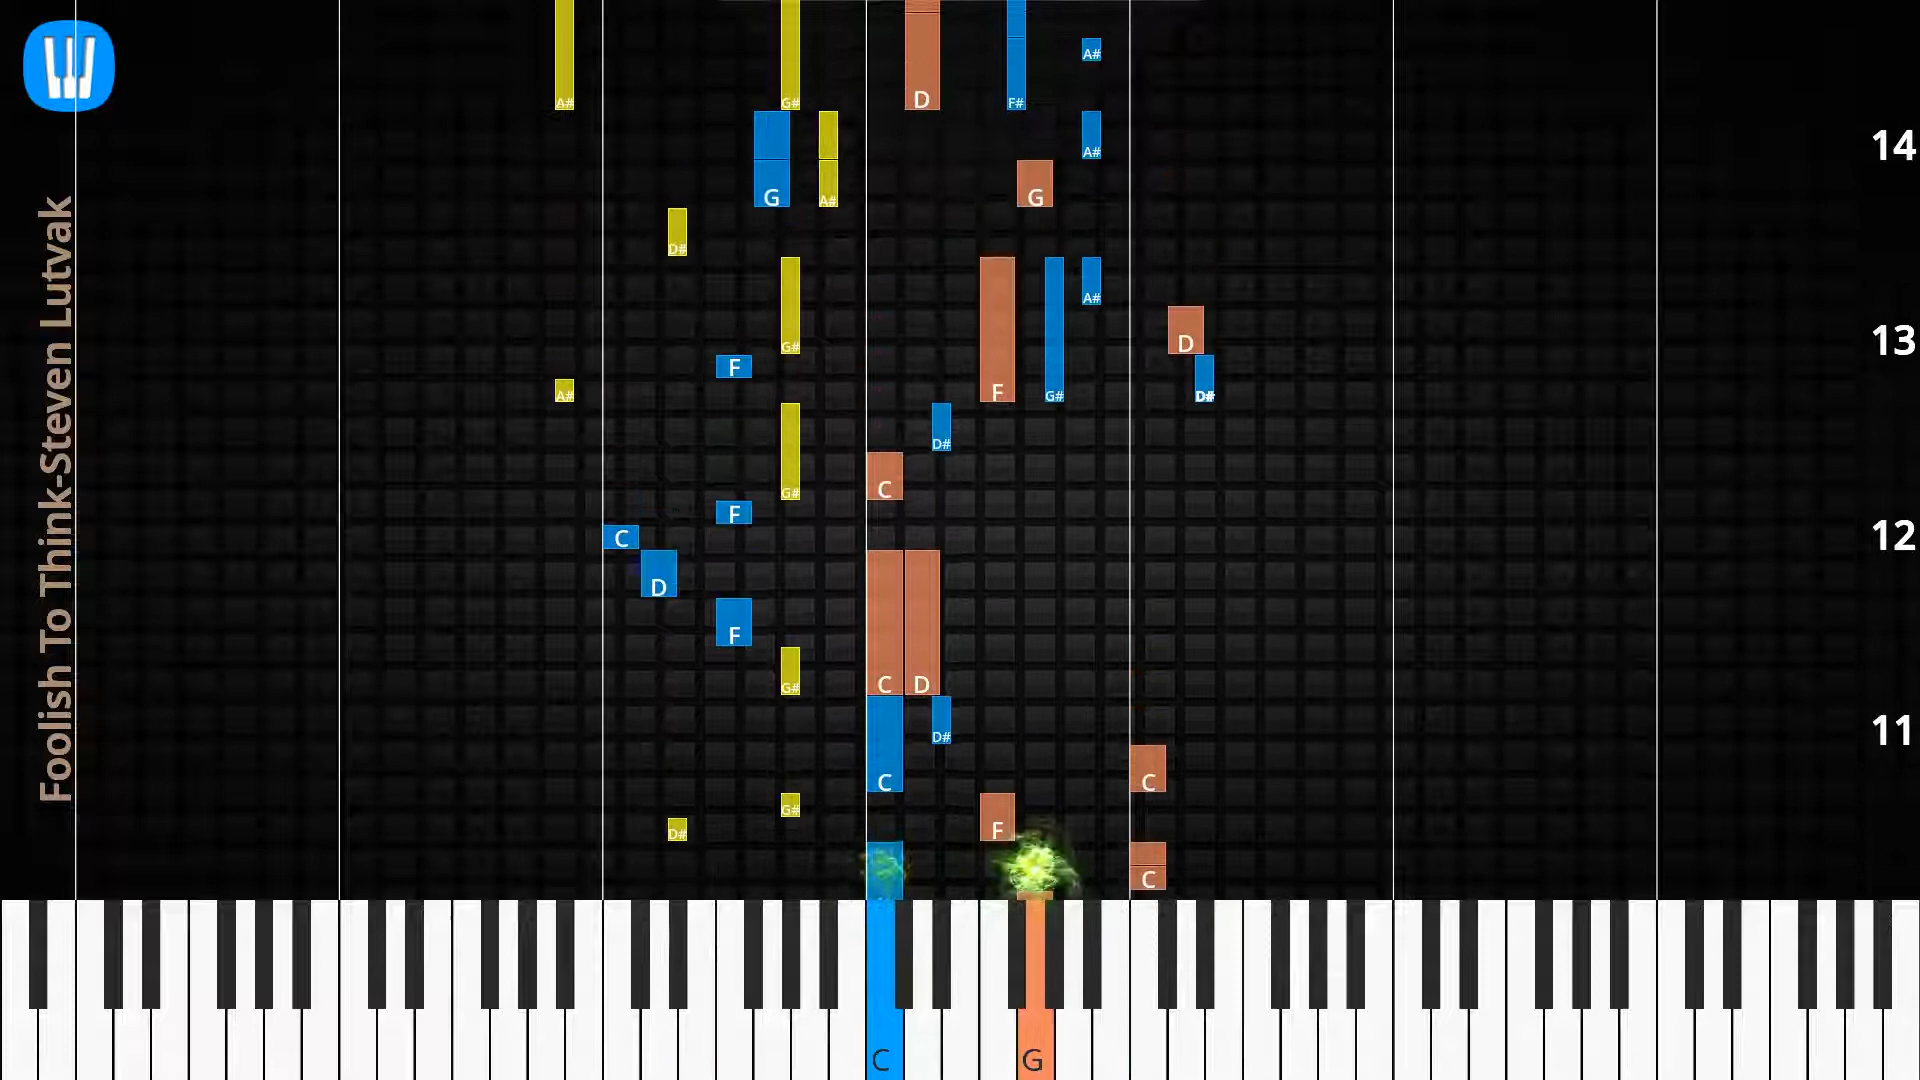 Foolish To Think-Steven Lutvak
A#
A# G# D F#
14
A#
G A# G
D#
A#
13
G# D
F
A# F G# D#
D#
G# C
F
12
C
D
F
G# C D
11
D#
C C
G#
D# F
C
C G